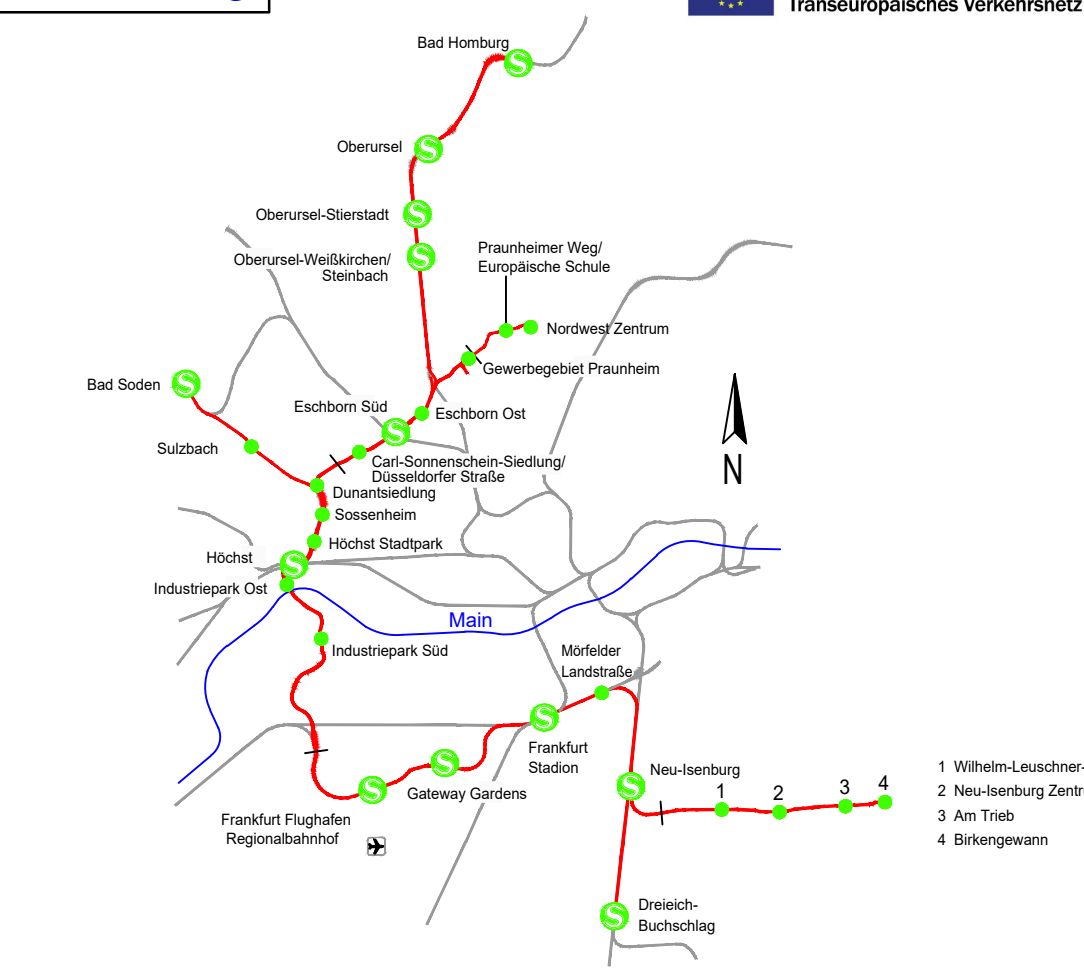 Transeuropäisches Verkehrsnetz
Bad Homburg
Oberursel
Oberursel-Stierstadt
Oberursel-Weißkirchen/
Steinbach
Praunheimer Weg/
Europäische Schule
Nordwest Zentrum
Gewerbegebiet Praunheim
Bad Soden
Eschborn Süd
Eschborn Ost
Sulzbach
Carl-Sonnenschein-Siedlung/
Düsseldorfer Straße
Dunantsiedlung
Sossenheim
Höchst Stadtpark
Höchst
Industriepark Ost
N
Main
Industriepark Süd
Mörfelder
Landstraße
Frankfurt
Stadion
Gateway Gardens
Frankfurt Flughafen
Regionalbahnhof
Neu-Isenburg
1
2
3
4
1 Wilhelm-Leuschner-
2 Neu-Isenburg
3 Am Trieb
4 Birkengewann
Dreieich-
Buchschlag
S
S
S
S
S
S
S
S
S
S
S
S